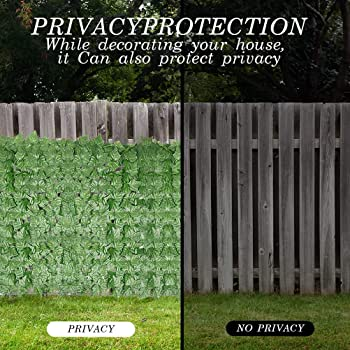 PRIVACYPROTECTION
While decorating your house,
it Can also protect privacy
PRIVACY
NO PRIVACY